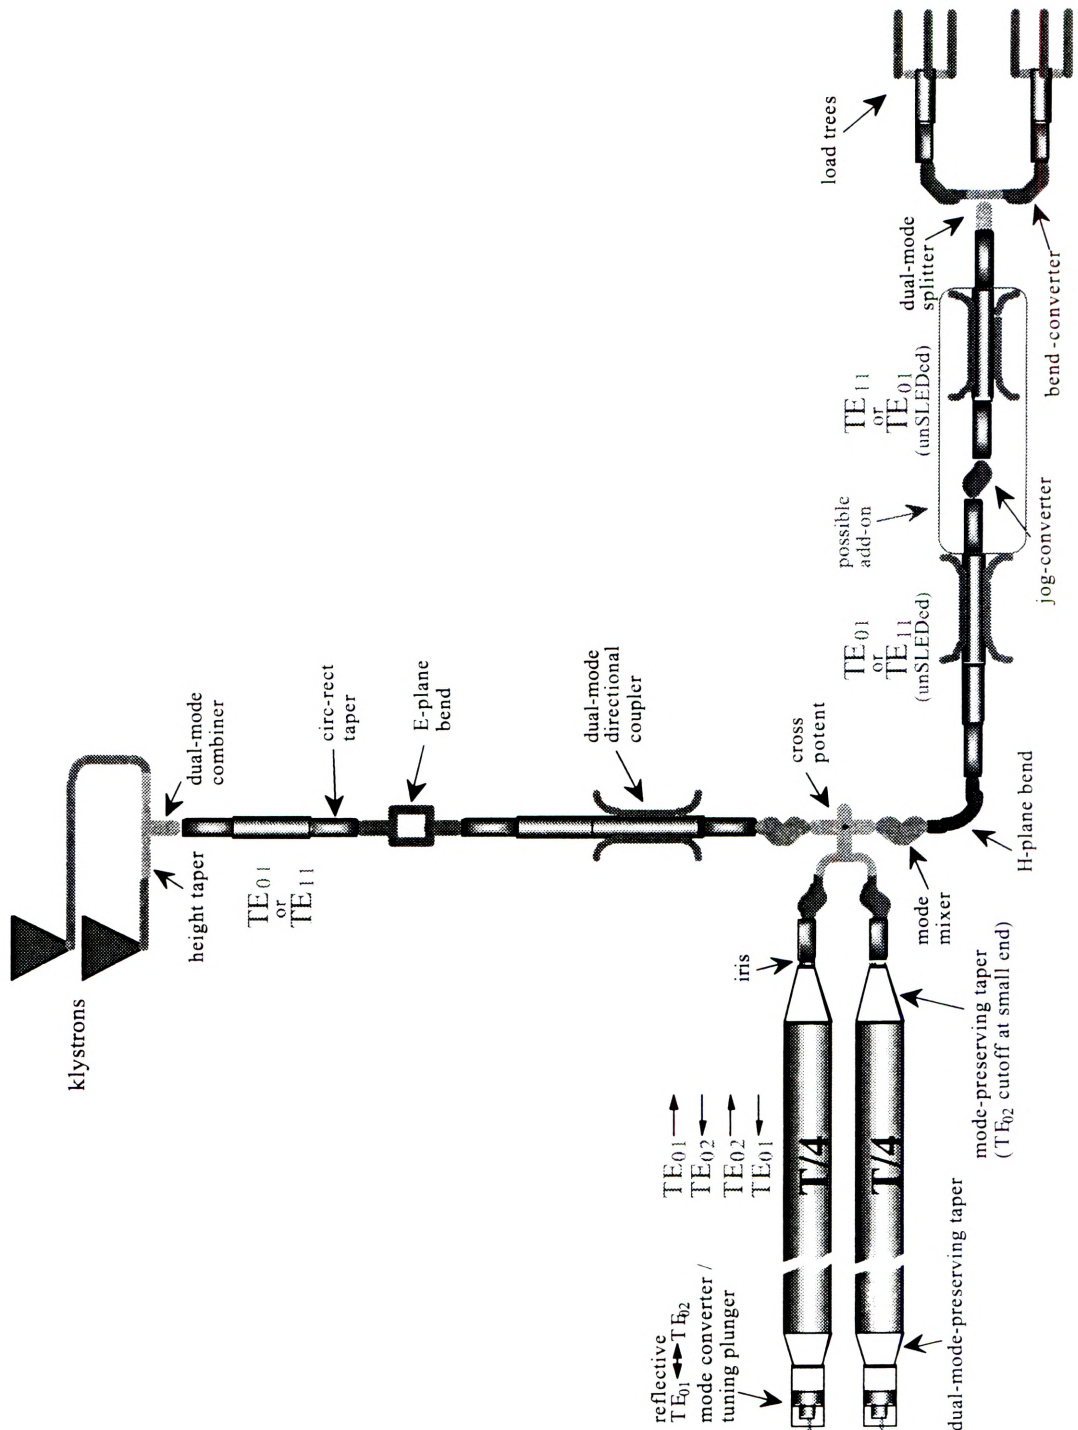 klystrons
height taper
dual-mode
combiner
TE01
or
TE11
circ-rect
taper
E-plane
bend
dual-mode
directional
coupler
cross
potent
mode
mixer
H-plane bend
iris
TE01
TE02
TE02
TE01
T/4
T/4
reflective
TE01 TE02
mode converter /
tuning plunger
mode-preserving taper
(TE02 cutoff at small end)
dual-mode-preserving taper
TE01
or
TE11
(unSLEDed)
possible
add-on
jog-converter
TE11
or
TE01
(unSLEDed)
dual-mode
splitter
bend-converter
load trees